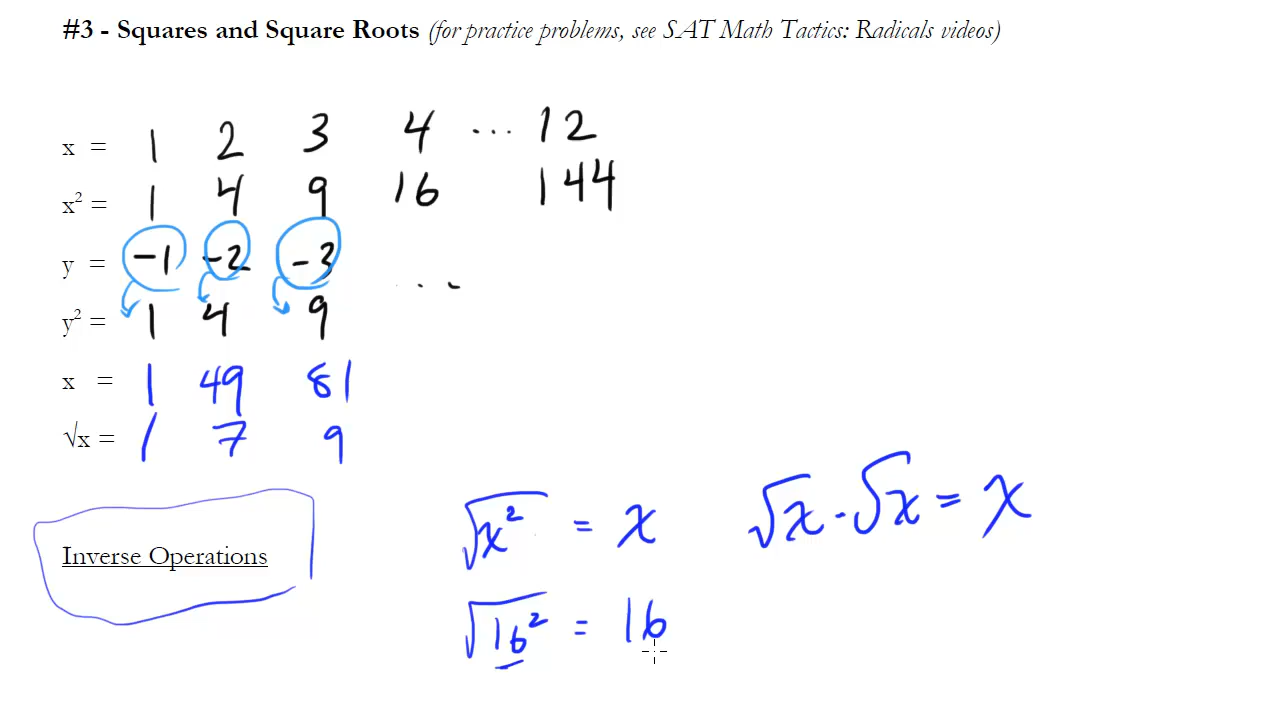 #3 - Squares and Square Roots (for practice problems, see SAT Math Tactics: Radicals videos)
x = 1 2 3 4 ... 12
x² = 1 4 9 16 144
y = -1 -2 -3 ...
y² = 1 4 9
x = 1 49 81
√x = 1 7 9
√x² = x √x · √x = x
Inverse Operations
√16² = 16